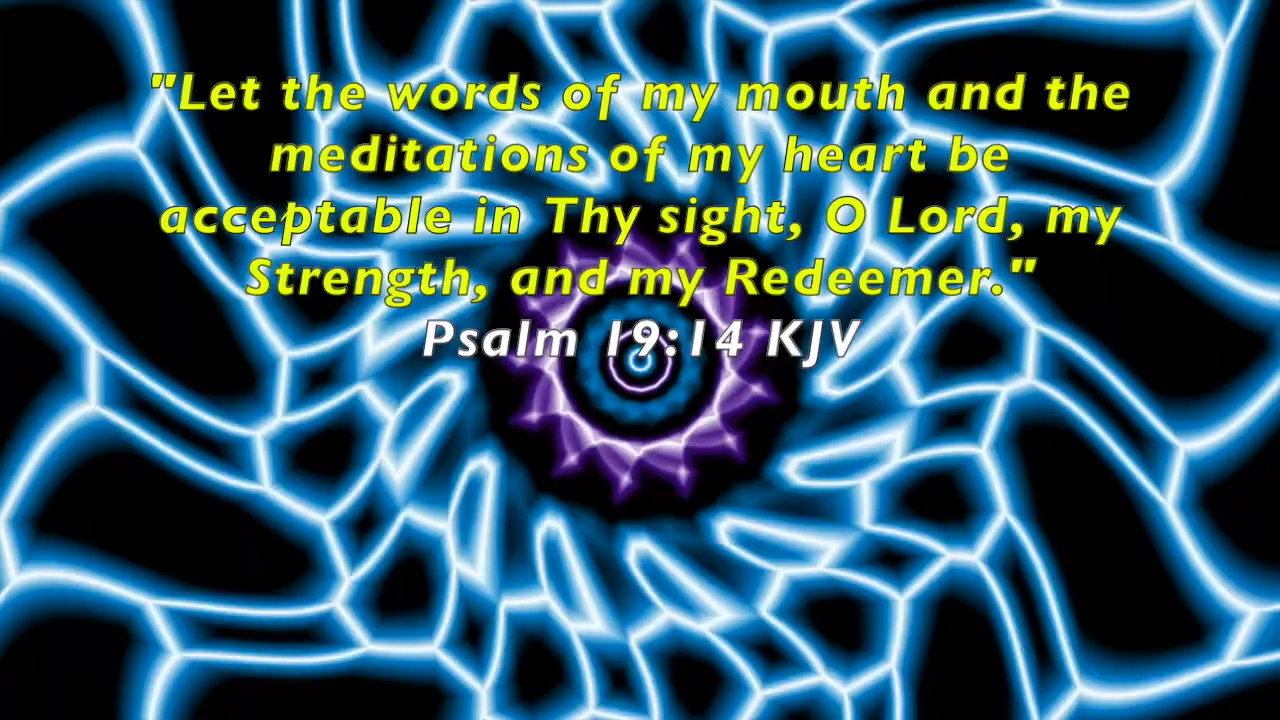 "Let the words of my mouth and the
meditations of my heart be
acceptable in Thy sight, O Lord, my
Strength, and my Redeemer."
Psalm 19:14 KJV